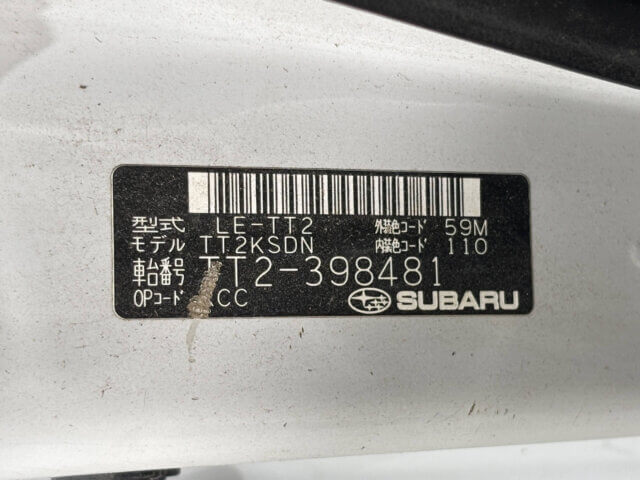 型式 LE-TT2 外装色コード 59M
モデル TT2KSDN 内装色コード 110
車台番号 TT2-398481
OPコード CC SUBARU